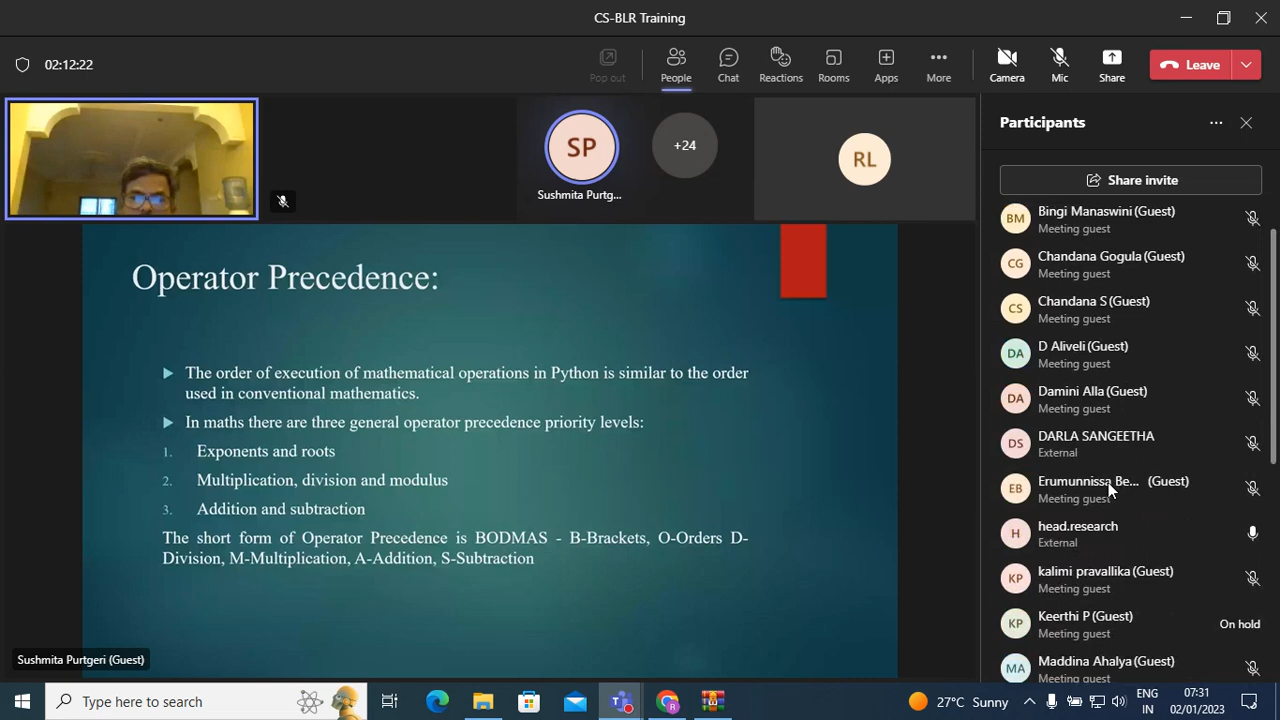 CS-BLR Training
02:12:22
Pop out
People
Chat
Reactions
Rooms
Apps
More
Camera
Mic
Share
Leave
SP
Sushmita Purtg...
+24
RL
Operator Precedence:
The order of execution of mathematical operations in Python is similar to the order
used in conventional mathematics.
In maths there are three general operator precedence priority levels:
1. Exponents and roots
2. Multiplication, division and modulus
3. Addition and subtraction
The short form of Operator Precedence is BODMAS - B-Brackets, O-Orders D-
Division, M-Multiplication, A-Addition, S-Subtraction
Sushmita Purtgeri (Guest)
Participants
Share invite
BM Bingi Manaswini (Guest)
Meeting guest
CG Chandana Gogula (Guest)
Meeting guest
CS Chandana S (Guest)
Meeting guest
DA D Aliveli (Guest)
Meeting guest
DA Damini Alla (Guest)
Meeting guest
DS DARLA SANGEETHA
External
EB Erumunnissa Be... (Guest)
Meeting guest
H head.research
External
KP kalimi pravallika (Guest)
Meeting guest
KP Keerthi P (Guest) On hold
Meeting guest
MA Maddina Ahalya (Guest)
Meeting guest
Type here to search
27°C Sunny
ENG
IN
07:31
02/01/2023